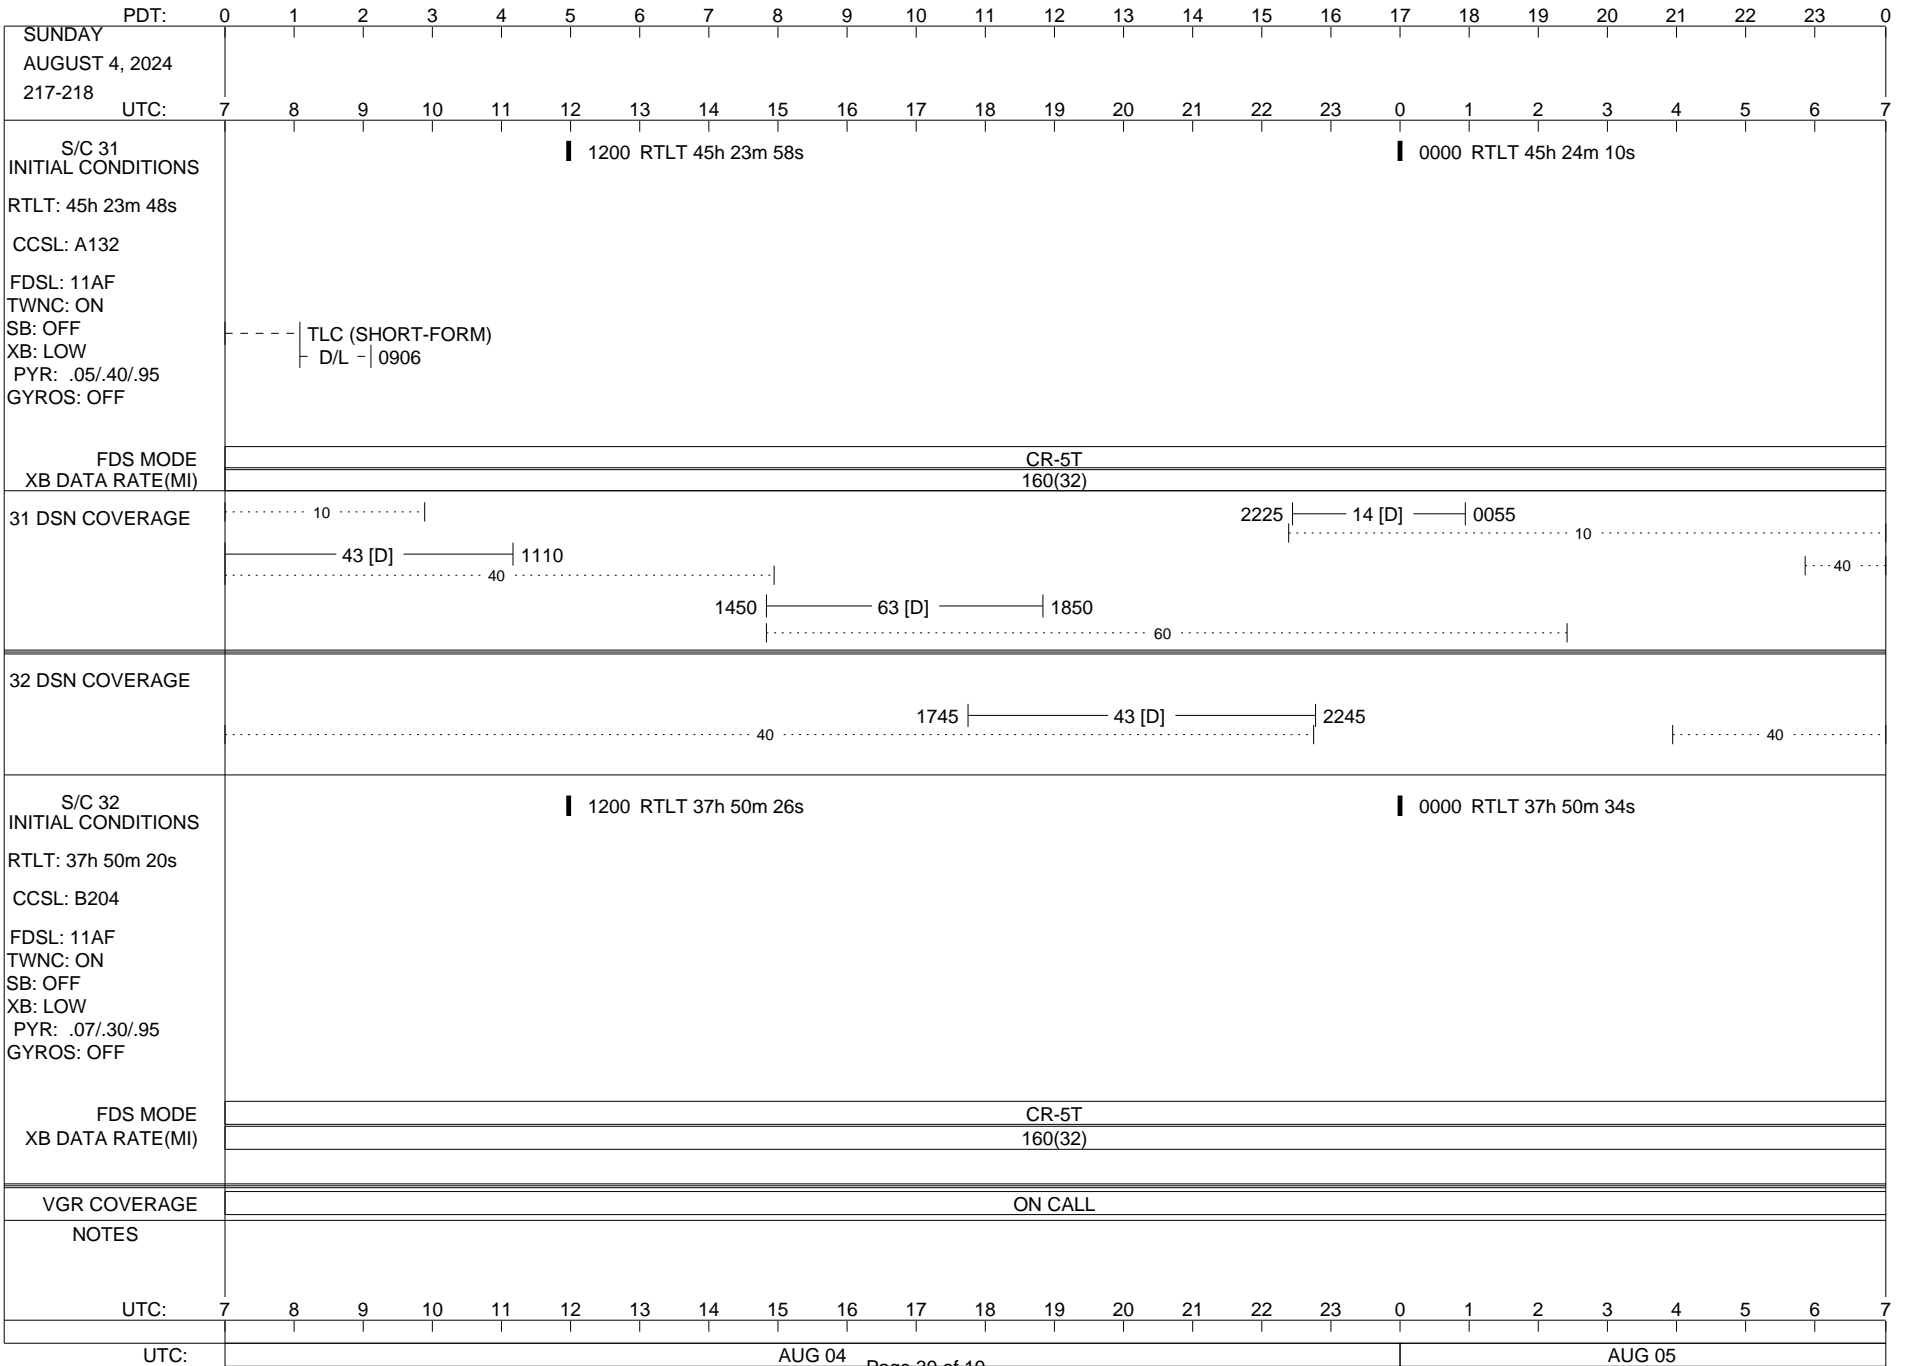 PDT: 0 1 2 3 4 5 6 7 8 9 10 11 12 13 14 15 16 17 18 19 20 21 22 23 0
SUNDAY
AUGUST 4, 2024
217-218
UTC: 7 8 9 10 11 12 13 14 15 16 17 18 19 20 21 22 23 0 1 2 3 4 5 6 7
S/C 31
INITIAL CONDITIONS
1200 RTLT 45h 23m 58s
0000 RTLT 45h 24m 10s
RTLT: 45h 23m 48s
CCSL: A132
FDSL: 11AF
TWNC: ON
SB: OFF
XB: LOW
PYR: .05/.40/.95
GYROS: OFF
TLC (SHORT-FORM)
D/L 0906
FDS MODE CR-5T
XB DATA RATE(MI) 160(32)
31 DSN COVERAGE
10
2225 14 [D] 0055
10
43 [D] 1110
40
40
1450 63 [D] 1850
60
32 DSN COVERAGE
1745 43 [D] 2245
40
40
S/C 32
INITIAL CONDITIONS
1200 RTLT 37h 50m 26s
0000 RTLT 37h 50m 34s
RTLT: 37h 50m 20s
CCSL: B204
FDSL: 11AF
TWNC: ON
SB: OFF
XB: LOW
PYR: .07/.30/.95
GYROS: OFF
FDS MODE CR-5T
XB DATA RATE(MI) 160(32)
VGR COVERAGE ON CALL
NOTES
UTC: 7 8 9 10 11 12 13 14 15 16 17 18 19 20 21 22 23 0 1 2 3 4 5 6 7
UTC: AUG 04 AUG 05
Page 20 of 19